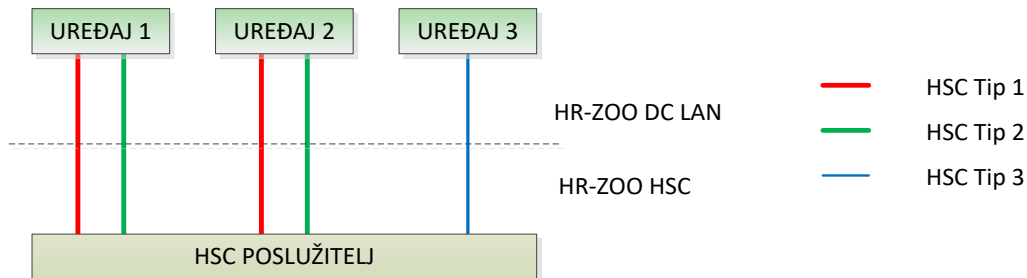 UREĐAJ 1
UREĐAJ 2
UREĐAJ 3
HR-ZOO DC LAN
HR-ZOO HSC
HSC POSLUŽITELJ
HSC Tip 1
HSC Tip 2
HSC Tip 3